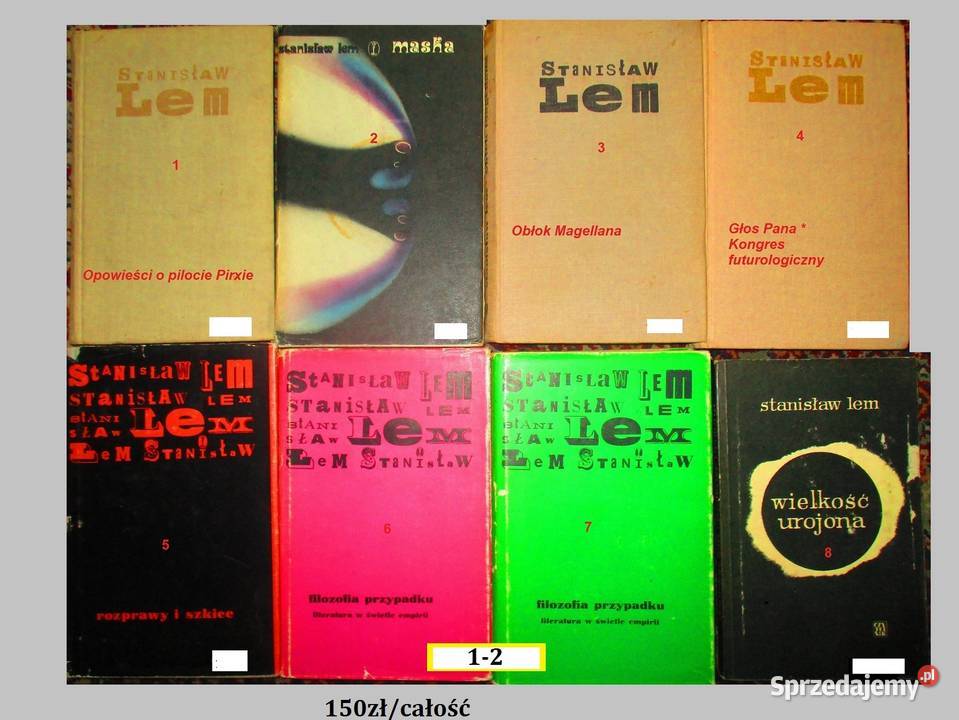 Stanisław
Lem
1
Opowieści o pilocie Pirxie
stanisław lem maska
2
Stanisław
Lem
3
Obłok Magellana
Stanisław
Lem
4
Głos Pana *
Kongres
futurologiczny
Stanisław Lem
Stanisław Lem
Stani
sław Lem
Lem Stanisław
5
rozprawy i szkice
Stanisław Lem
Stanisław Lem
Stani
sław Lem
Lem Stanisław
6
filozofia przypadku
literatura w świetle empirii
Stanisław Lem
Stanisław Lem
Stani
sław Lem
Lem Stanisław
7
filozofia przypadku
literatura w świetle empirii
stanisław lem
wielkość
urojona
8
1-2
150zł/całość
Sprzedajemy.pl